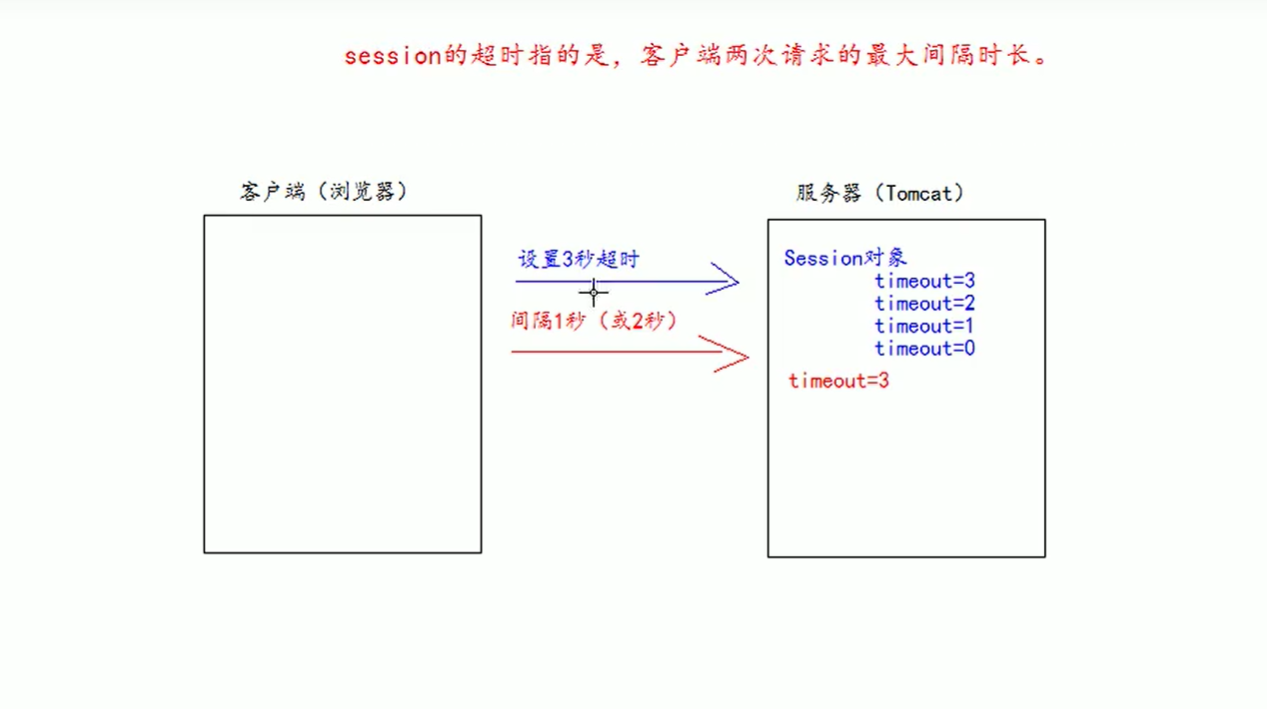 session的超时指的是，客户端两次请求的最大间隔时长。
客户端（浏览器）
服务器（Tomcat）
设置3秒超时
间隔1秒（或2秒）
Session对象
timeout=3
timeout=2
timeout=1
timeout=0
timeout=3